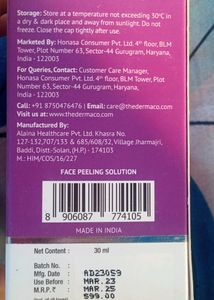 Storage: Store at a temperature not exceeding 30°C in
a dry & dark place and away from sunlight. Do not
freeze. Close the cap tightly after use.
Marketed By: Honasa Consumer Pvt. Ltd. 4th floor, BLM
Tower, Plot Number 63, Sector-44 Gurugram, Haryana,
India - 122003
For Queries, Contact: Customer Care Manager,
Honasa Consumer Pvt. Ltd. 4th floor, BLM Tower,
Plot Number 63, Sector-44 Gurugram, Haryana,
India - 122003
Call: +91 8750476476 | Email: care@thedermaco.com
Visit us at: www.thedermaco.com
Manufactured By:
Alaina Healthcare Pvt. Ltd. Khasra No.
127-132,707/133 & 685/608/32, Village Jharmajri,
Baddi, Distt-Solan, (H.P.) - 174103
M.: HIM/COS/16/227
FACE PEELING SOLUTION
8 906087 774105
MADE IN INDIA
Net Content : 30 ml
Batch No. : AD23059
Mfg. Date : MAR.23
Use Before : MAR.25
M.R.P. ₹ : 599.00